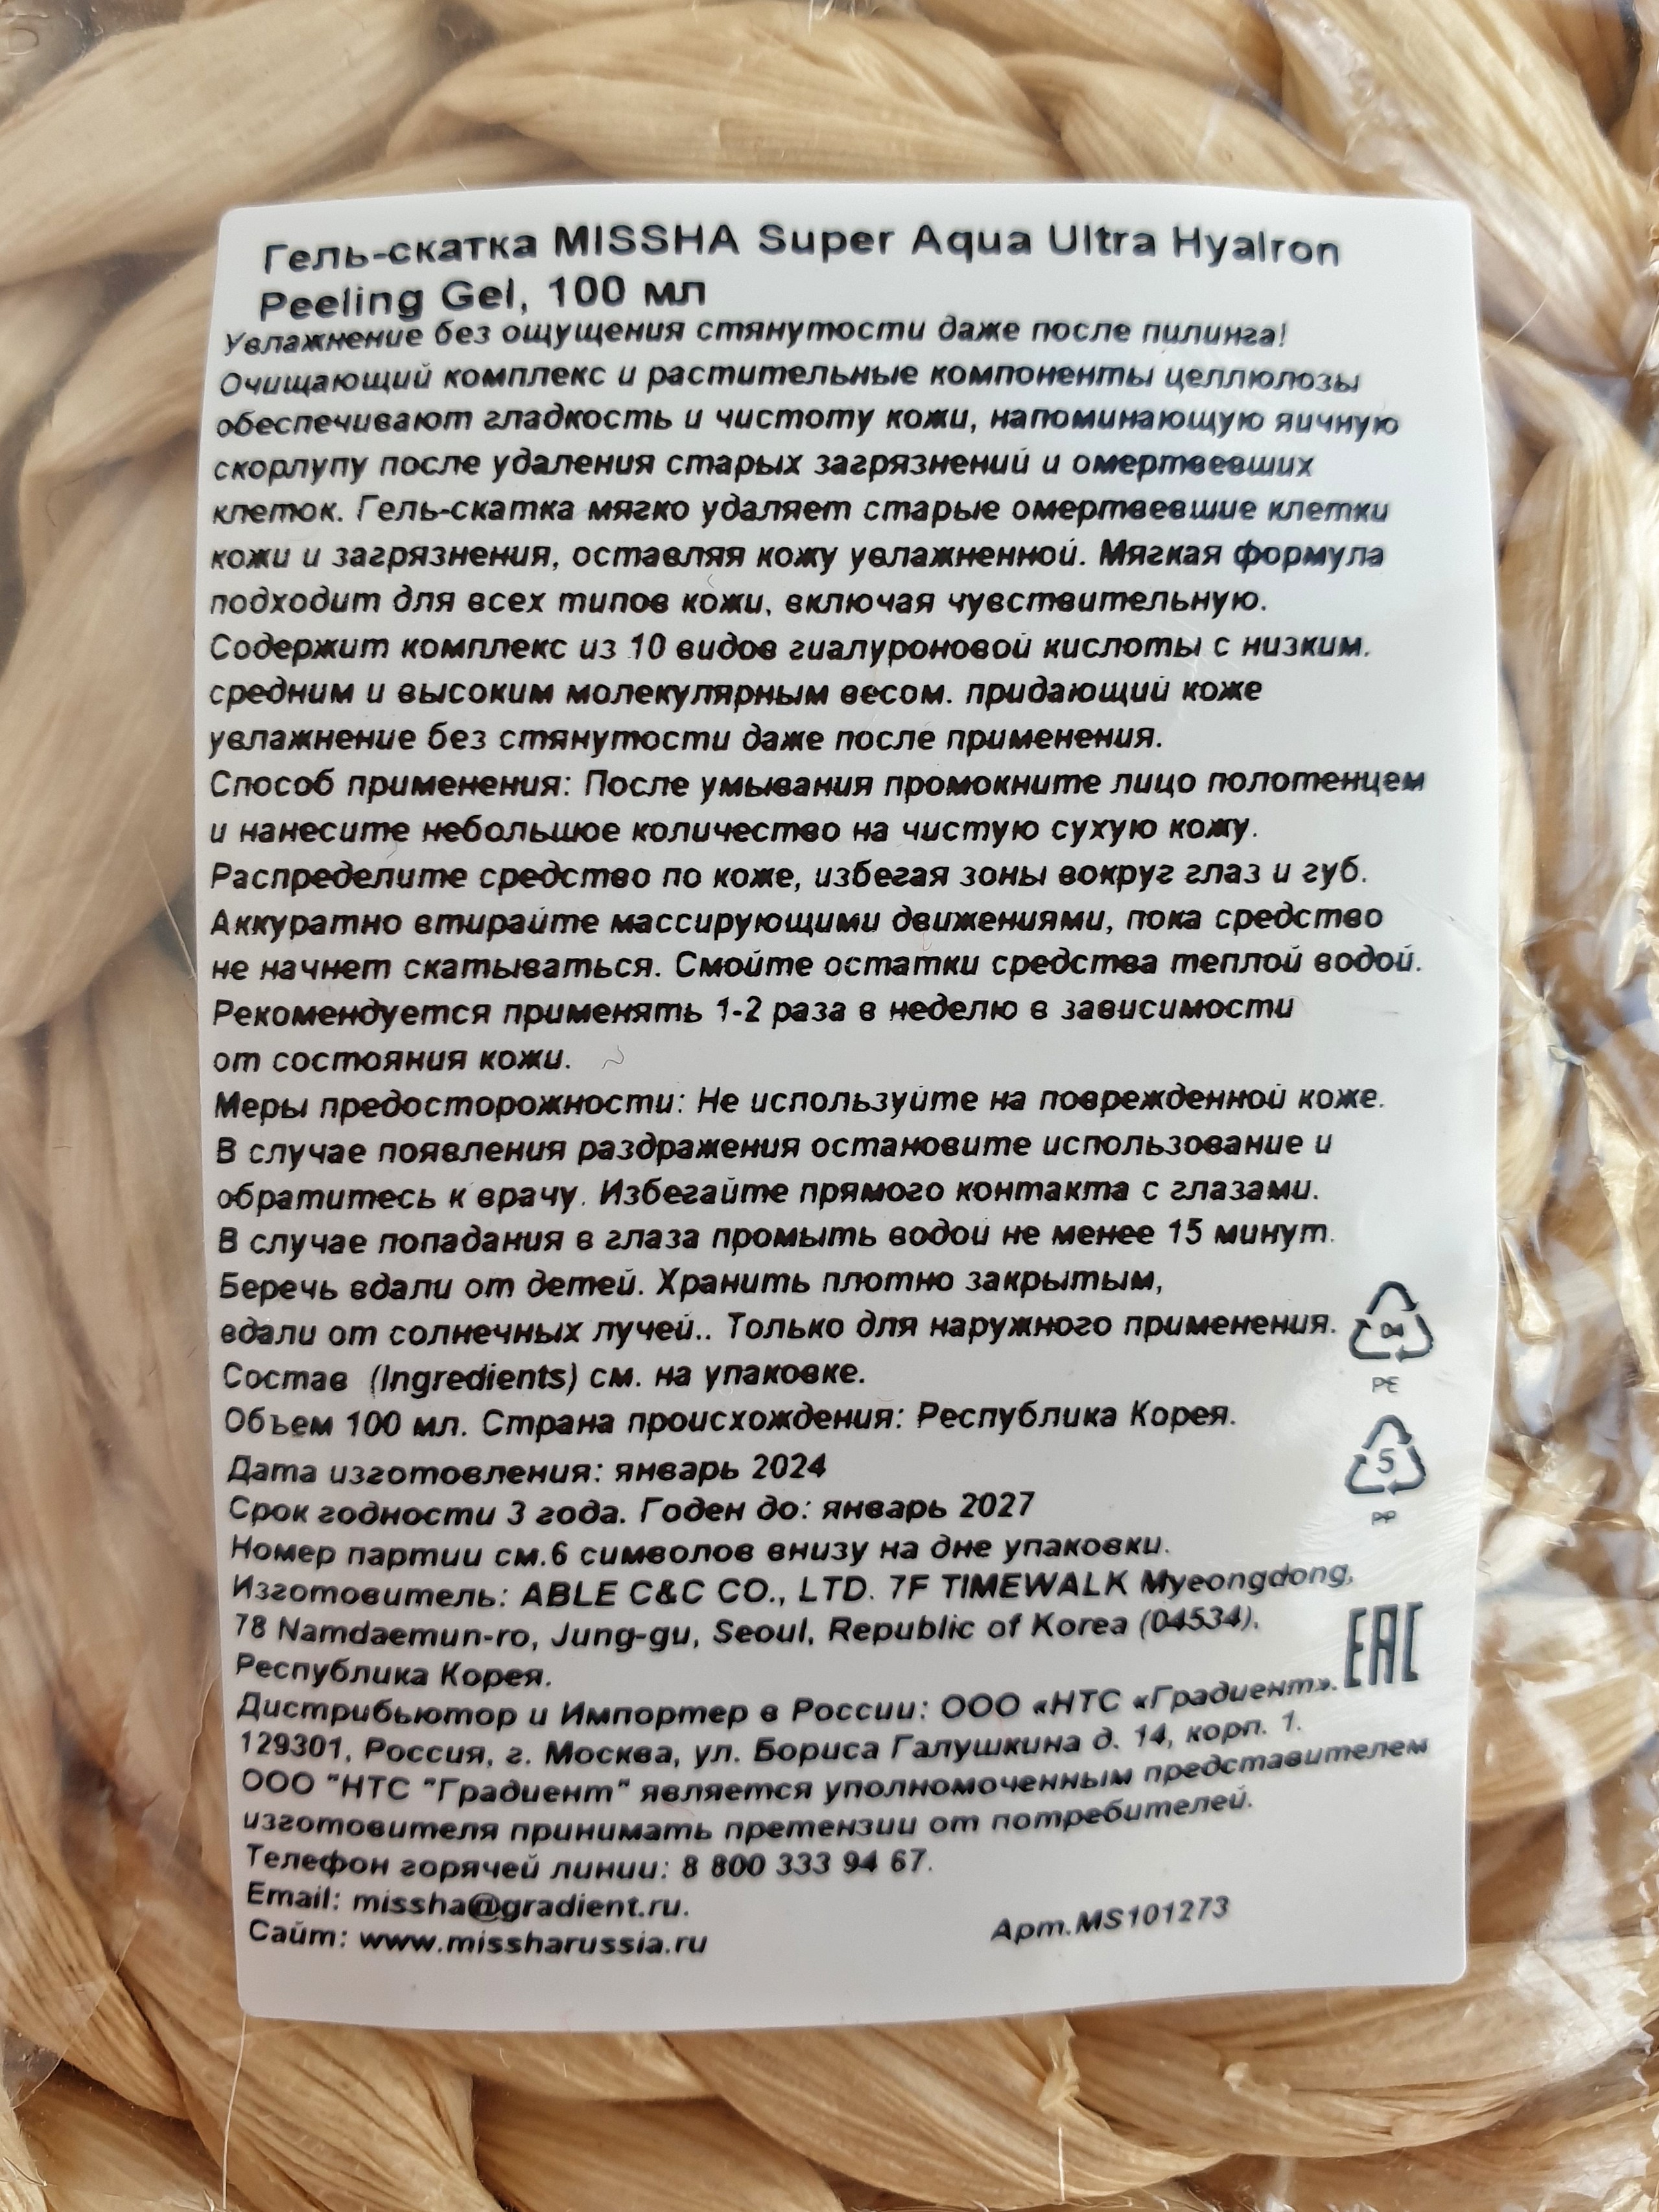 Гель-скатка MISSHA Super Aqua Ultra Hyalron
Peeling Gel, 100 мл
Увлажнение без ощущения стянутости даже после пилинга!
Очищающий комплекс и растительные компоненты целлюлозы
обеспечивают гладкость и чистоту кожи, напоминающую яичную
скорлупу после удаления старых загрязнений и омертвевших
клеток. Гель-скатка мягко удаляет старые омертвевшие клетки
кожи и загрязнения, оставляя кожу увлажненной. Мягкая формула
подходит для всех типов кожи, включая чувствительную.
Содержит комплекс из 10 видов гиалуроновой кислоты с низким.
средним и высоким молекулярным весом. придающий коже
увлажнение без стянутости даже после применения.
Способ применения: После умывания промокните лицо полотенцем
и нанесите небольшое количество на чистую сухую кожу.
Распределите средство по коже, избегая зоны вокруг глаз и губ.
Аккуратно втирайте массирующими движениями, пока средство
не начнет скатываться. Смойте остатки средства теплой водой.
Рекомендуется применять 1-2 раза в неделю в зависимости
от состояния кожи.
Меры предосторожности: Не используйте на поврежденной коже.
В случае появления раздражения остановите использование и
обратитесь к врачу. Избегайте прямого контакта с глазами.
В случае попадания в глаза промыть водой не менее 15 минут.
Беречь вдали от детей. Хранить плотно закрытым,
вдали от солнечных лучей.. Только для наружного применения.
04
PE
Состав (Ingredients) см. на упаковке.
Объем 100 мл. Страна происхождения: Республика Корея.
5
PP
Дата изготовления: январь 2024
Срок годности 3 года. Годен до: январь 2027
Номер партии см.6 символов внизу на дне упаковки.
Изготовитель: ABLE C&C CO., LTD. 7F TIMEWALK Myeongdong,
78 Namdaemun-ro, Jung-gu, Seoul, Republic of Korea (04534),
Республика Корея.
EAC
Дистрибьютор и Импортер в России: ООО «НТС «Градиент».
129301, Россия, г. Москва, ул. Бориса Галушкина д. 14, корп. 1.
ООО "НТС "Градиент" является уполномоченным представителем
изготовителя принимать претензии от потребителей.
Телефон горячей линии: 8 800 333 94 67.
Email: missha@gradient.ru.
Сайт: www.missharussia.ru
Арт.MS101273